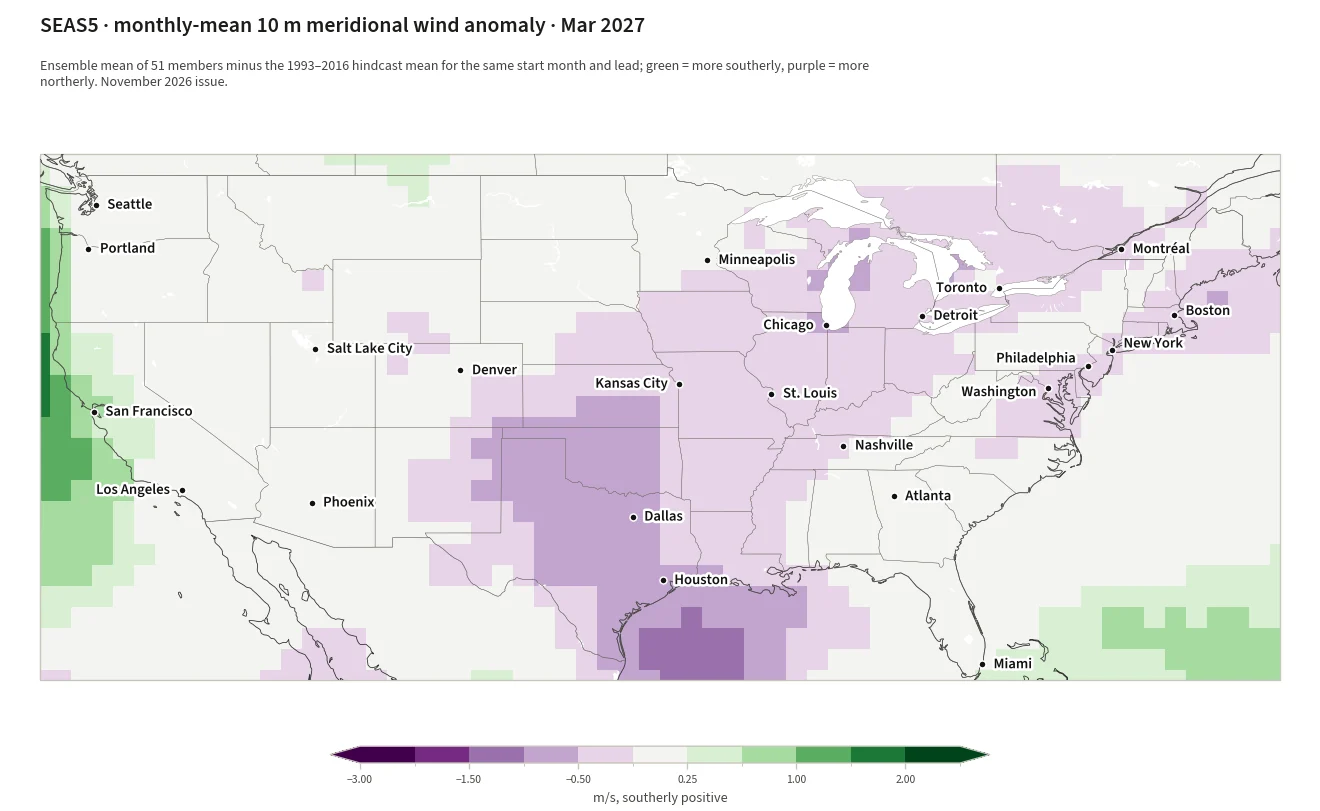 SEAS5 · monthly-mean 10 m meridional wind anomaly · Mar 2027
Ensemble mean of 51 members minus the 1993–2016 hindcast mean for the same start month and lead; green = more southerly, purple = more
northerly. November 2026 issue.
Seattle
Portland
Montréal
Minneapolis
Toronto
Boston
Detroit
Chicago
New York
Salt Lake City
Philadelphia
Denver
Kansas City
Washington
St. Louis
San Francisco
Nashville
Los Angeles
Atlanta
Phoenix
Dallas
Houston
Miami
−3.00 −1.50 −0.50 0.25 1.00 2.00
m/s, southerly positive